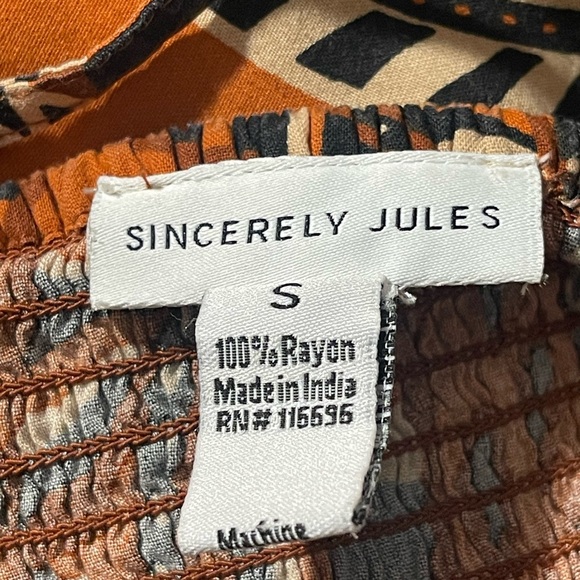 SINCERELY JULES
S
100% Rayon
Made in India
RN# 116696
Machine